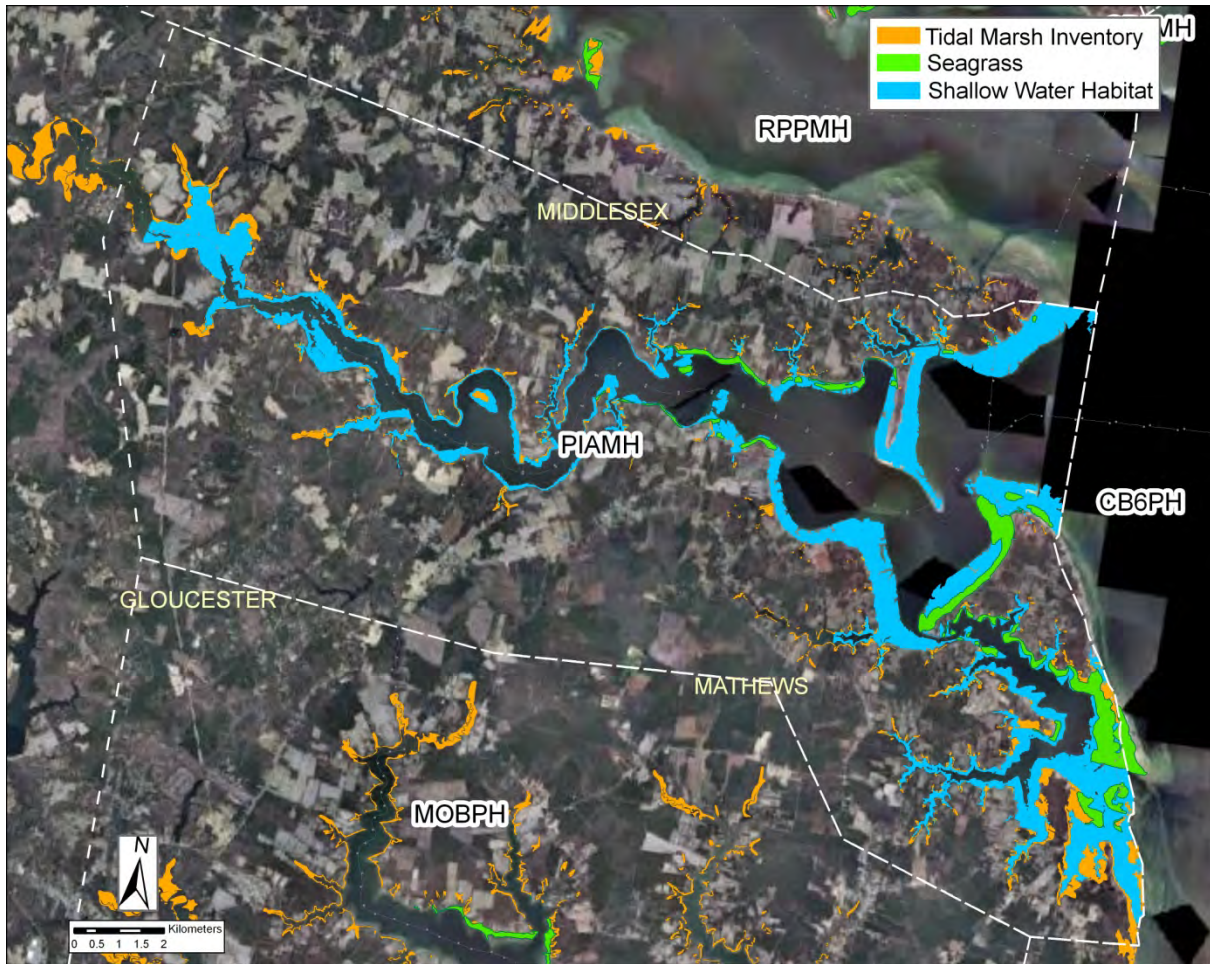 Tidal Marsh Inventory
Seagrass
Shallow Water Habitat
MH
RPPMH
MIDDLESEX
PIAMH
CB6PH
GLOUCESTER
MATHEWS
MOBPH
N
Kilometers
0 0.5 1 1.5 2